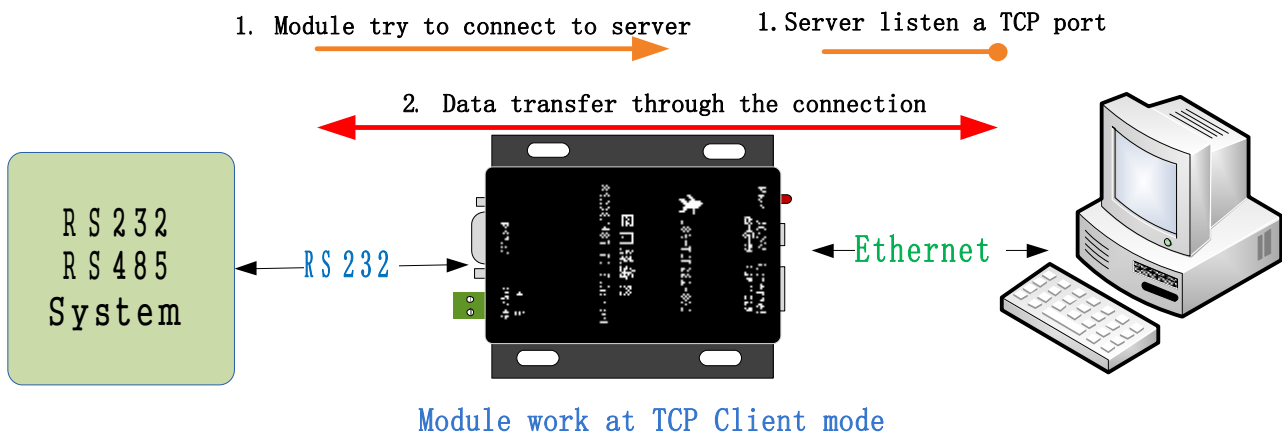 1. Module try to connect to server
1.Server listen a TCP port
2. Data transfer through the connection
RS232
RS485
System
RS232
Ethernet
Module work at TCP Client mode